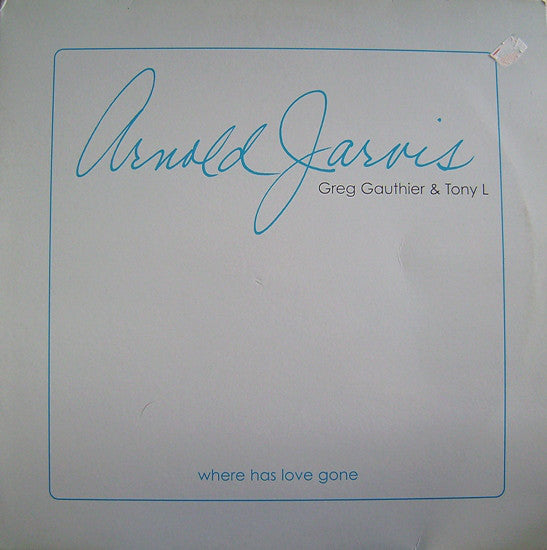 Arnold Jarvis
Greg Gauthier & Tony L
where has love gone